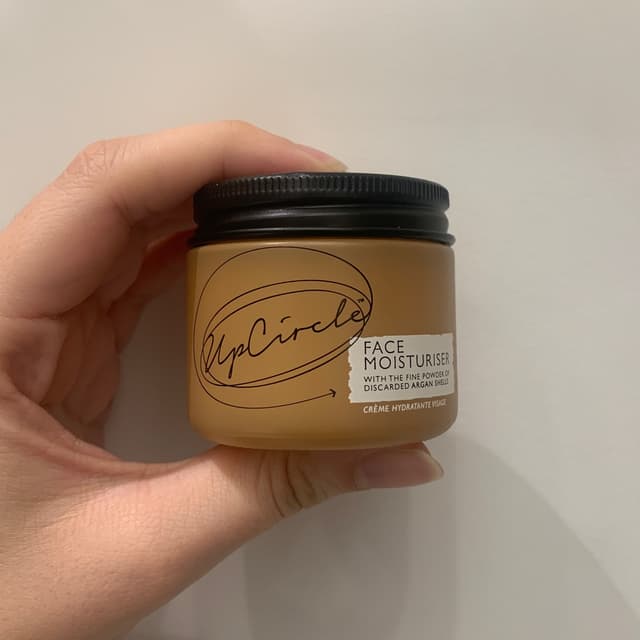 UpCircle
FACE
MOISTURISER
WITH THE FINE POWDER OF
DISCARDED ARGAN SHELLS
CRÈME HYDRATANTE VISAGE